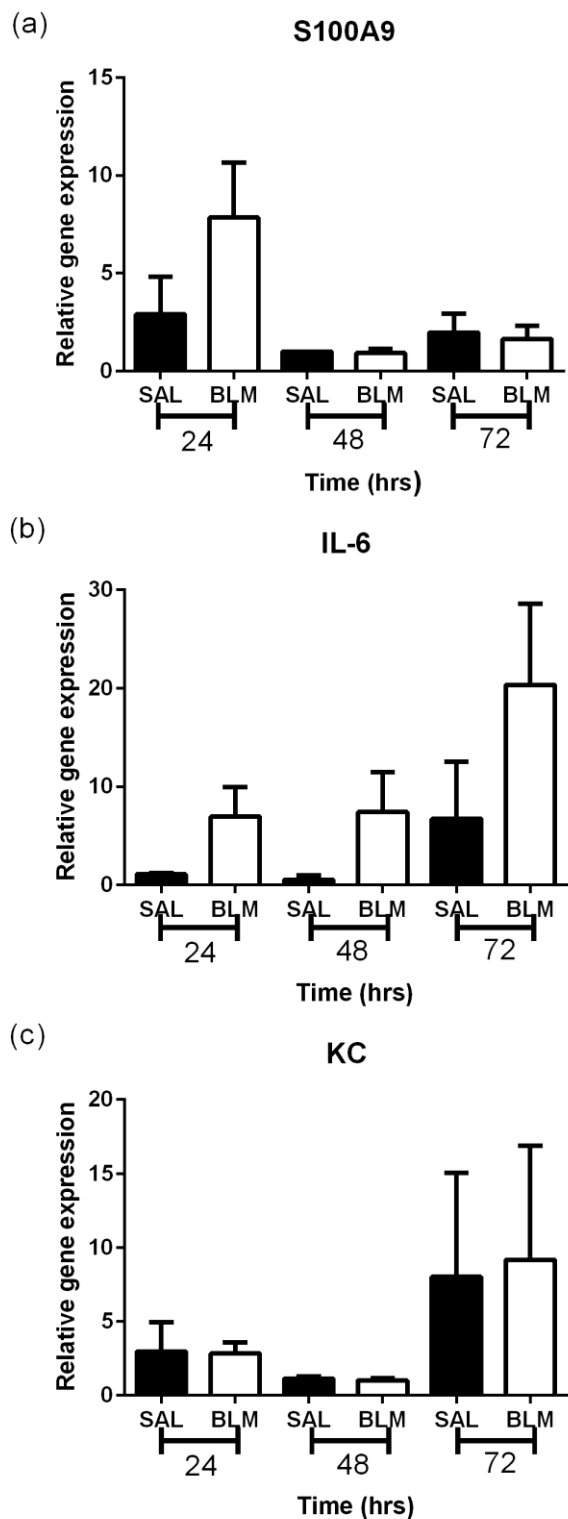 (a)
S100A9
Relative gene expression
15
10
5
0
SAL BLM SAL BLM SAL BLM
24 48 72
Time (hrs)
(b)
IL-6
Relative gene expression
30
20
10
0
SAL BLM SAL BLM SAL BLM
24 48 72
Time (hrs)
(c)
KC
Relative gene expression
20
15
10
5
0
SAL BLM SAL BLM SAL BLM
24 48 72
Time (hrs)